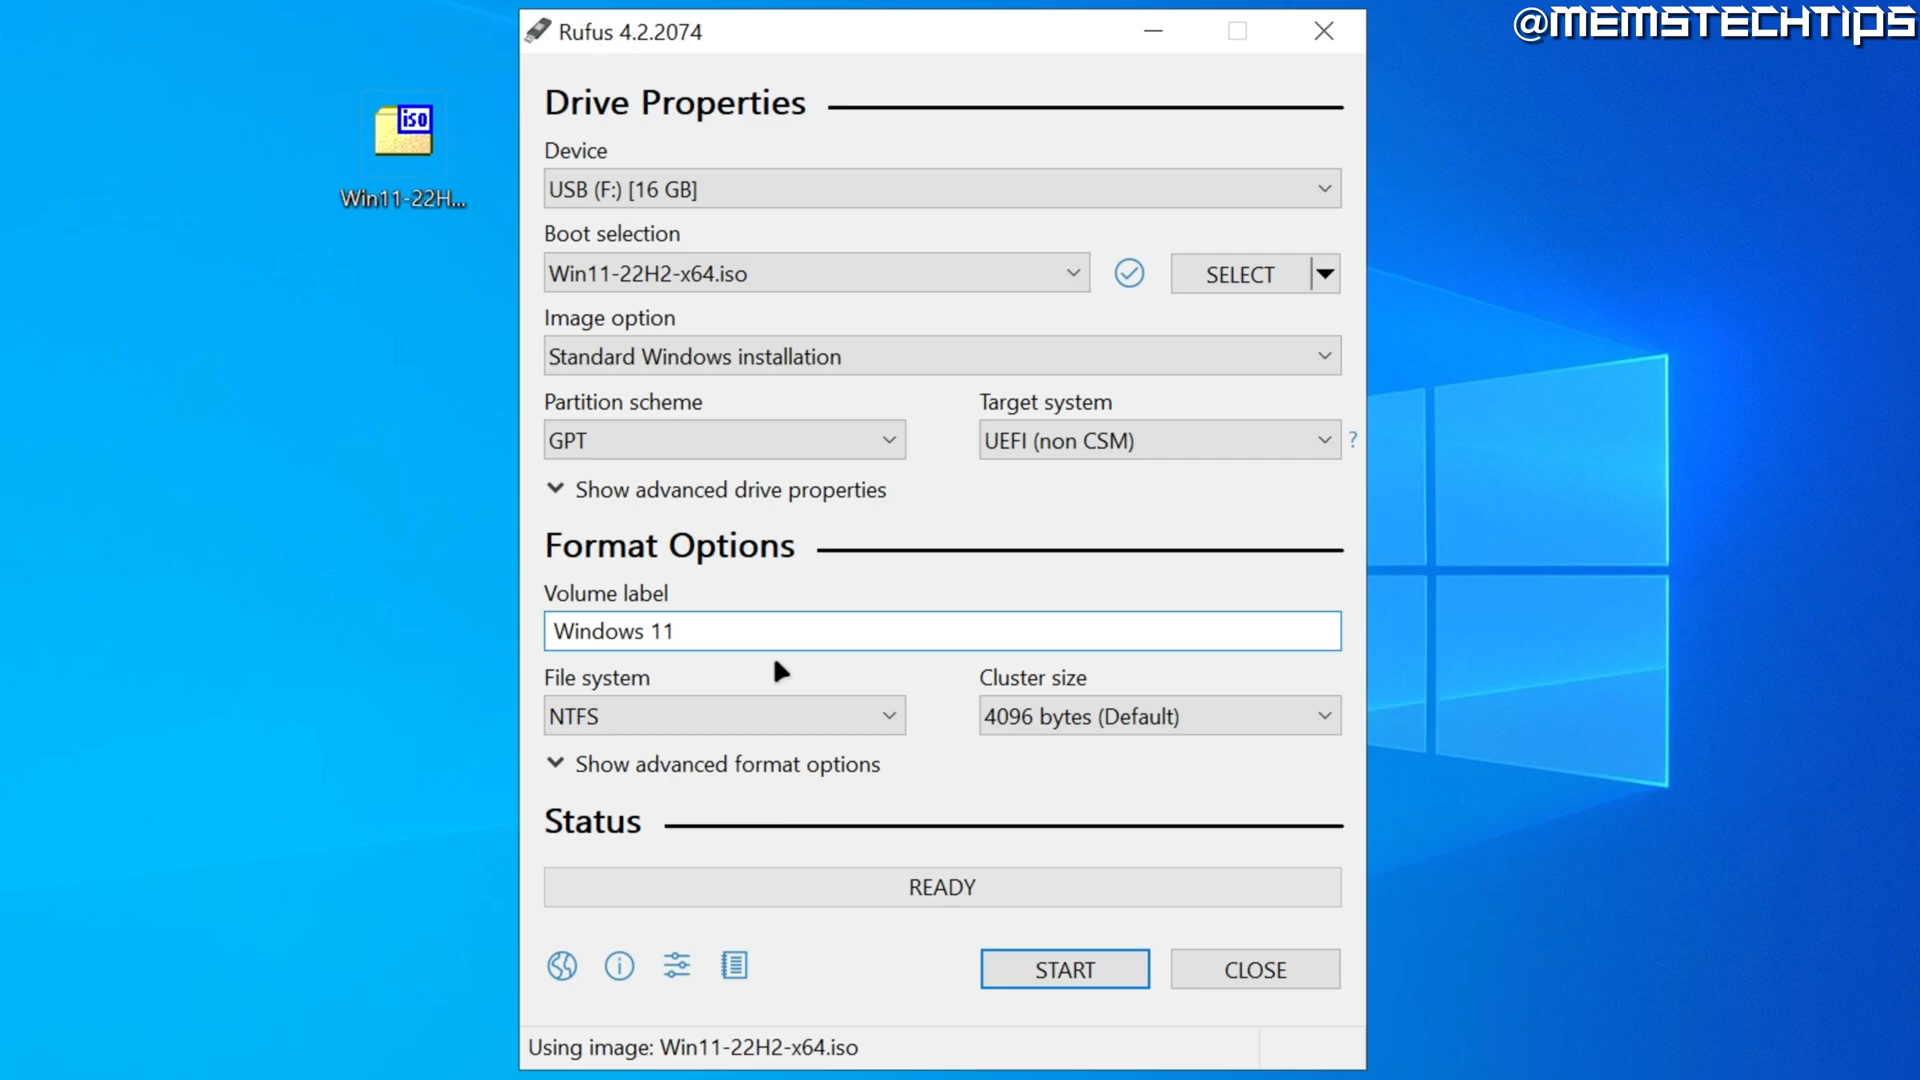 @MEMSTECHTIPS
iso
Win11-22H...
Rufus 4.2.2074
Drive Properties
Device
USB (F:) [16 GB]
Boot selection
Win11-22H2-x64.iso
SELECT
Image option
Standard Windows installation
Partition scheme
Target system
GPT
UEFI (non CSM)
?
Show advanced drive properties
Format Options
Volume label
Windows 11
File system
Cluster size
NTFS
4096 bytes (Default)
Show advanced format options
Status
READY
START
CLOSE
Using image: Win11-22H2-x64.iso